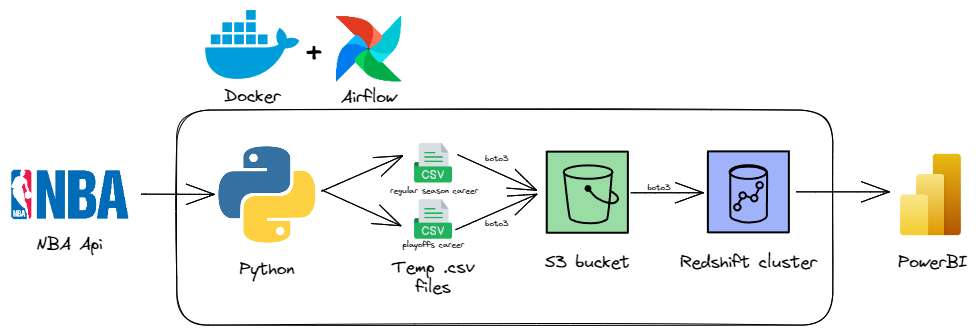 +
Docker
Airflow
NBA
NBA
NBA Api
Python
CSV
regular season career
CSV
playoffs career
Temp .csv
files
boto3
boto3
S3 bucket
boto3
Redshift cluster
PowerBI